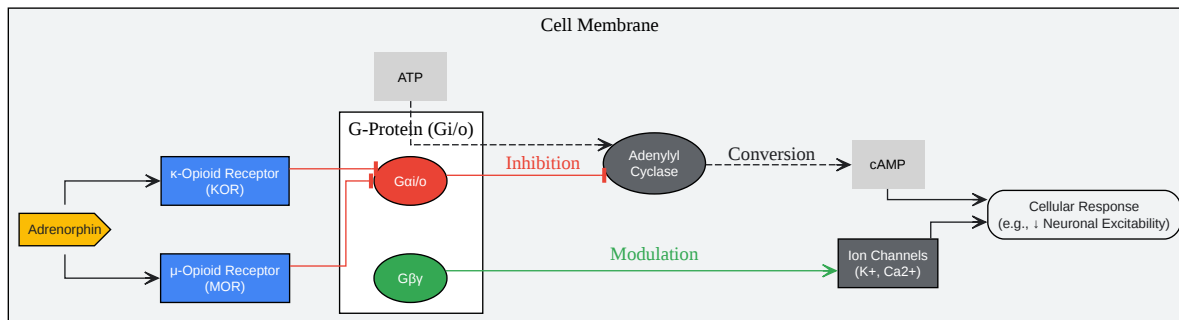 Cell Membrane
ATP
G-Protein (Gi/o)
Inhibition
Adenylyl
Cyclase
Conversion
cAMP
κ-Opioid Receptor
(KOR)
Gαi/o
Adrenorphin
Cellular Response
(e.g., ↓ Neuronal Excitability)
μ-Opioid Receptor
(MOR)
Gβγ
Modulation
Ion Channels
(K+, Ca2+)